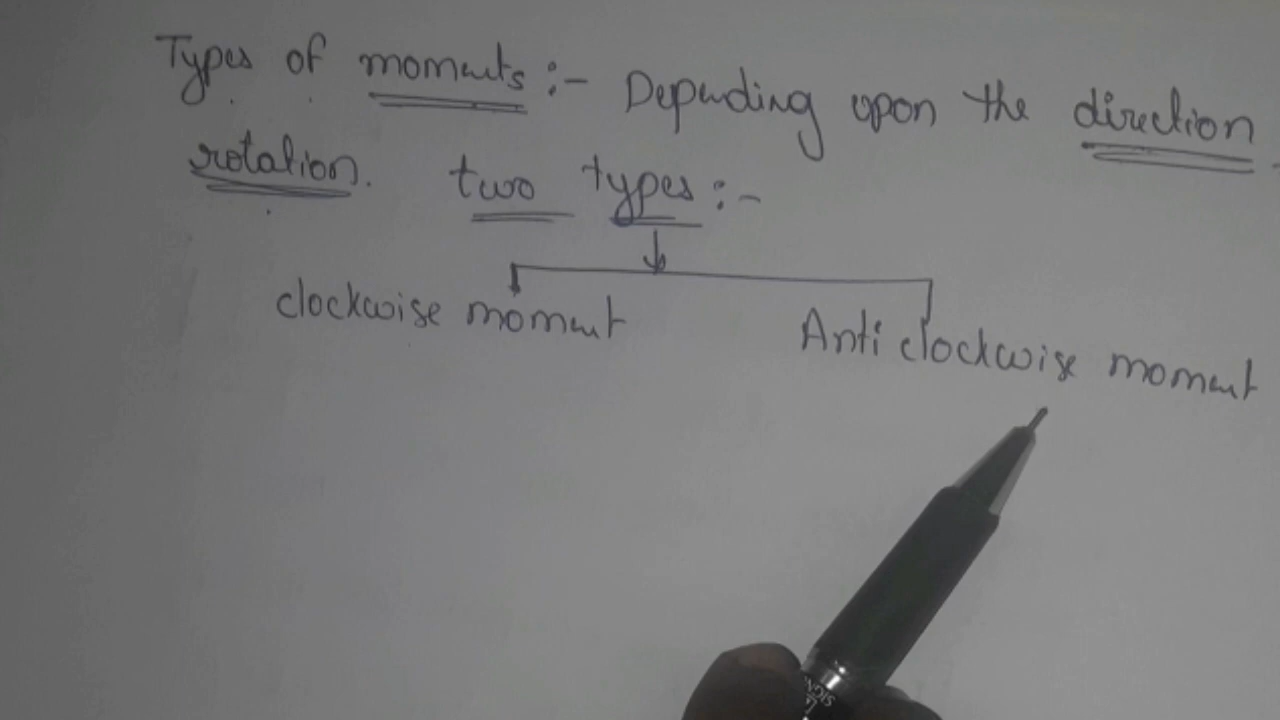 Types of moments :- Depending upon the direction
rotation. two types :-
clockwise moment
Anti clockwise moment